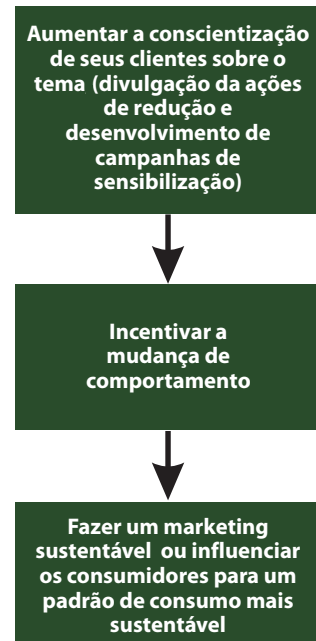 Aumentar a conscientização
de seus clientes sobre o
tema (divulgação da ações
de redução e
desenvolvimento de
campanhas de
sensibilização)
Incentivar a
mudança de
comportamento
Fazer um marketing
sustentável ou influenciar
os consumidores para um
padrão de consumo mais
sustentável